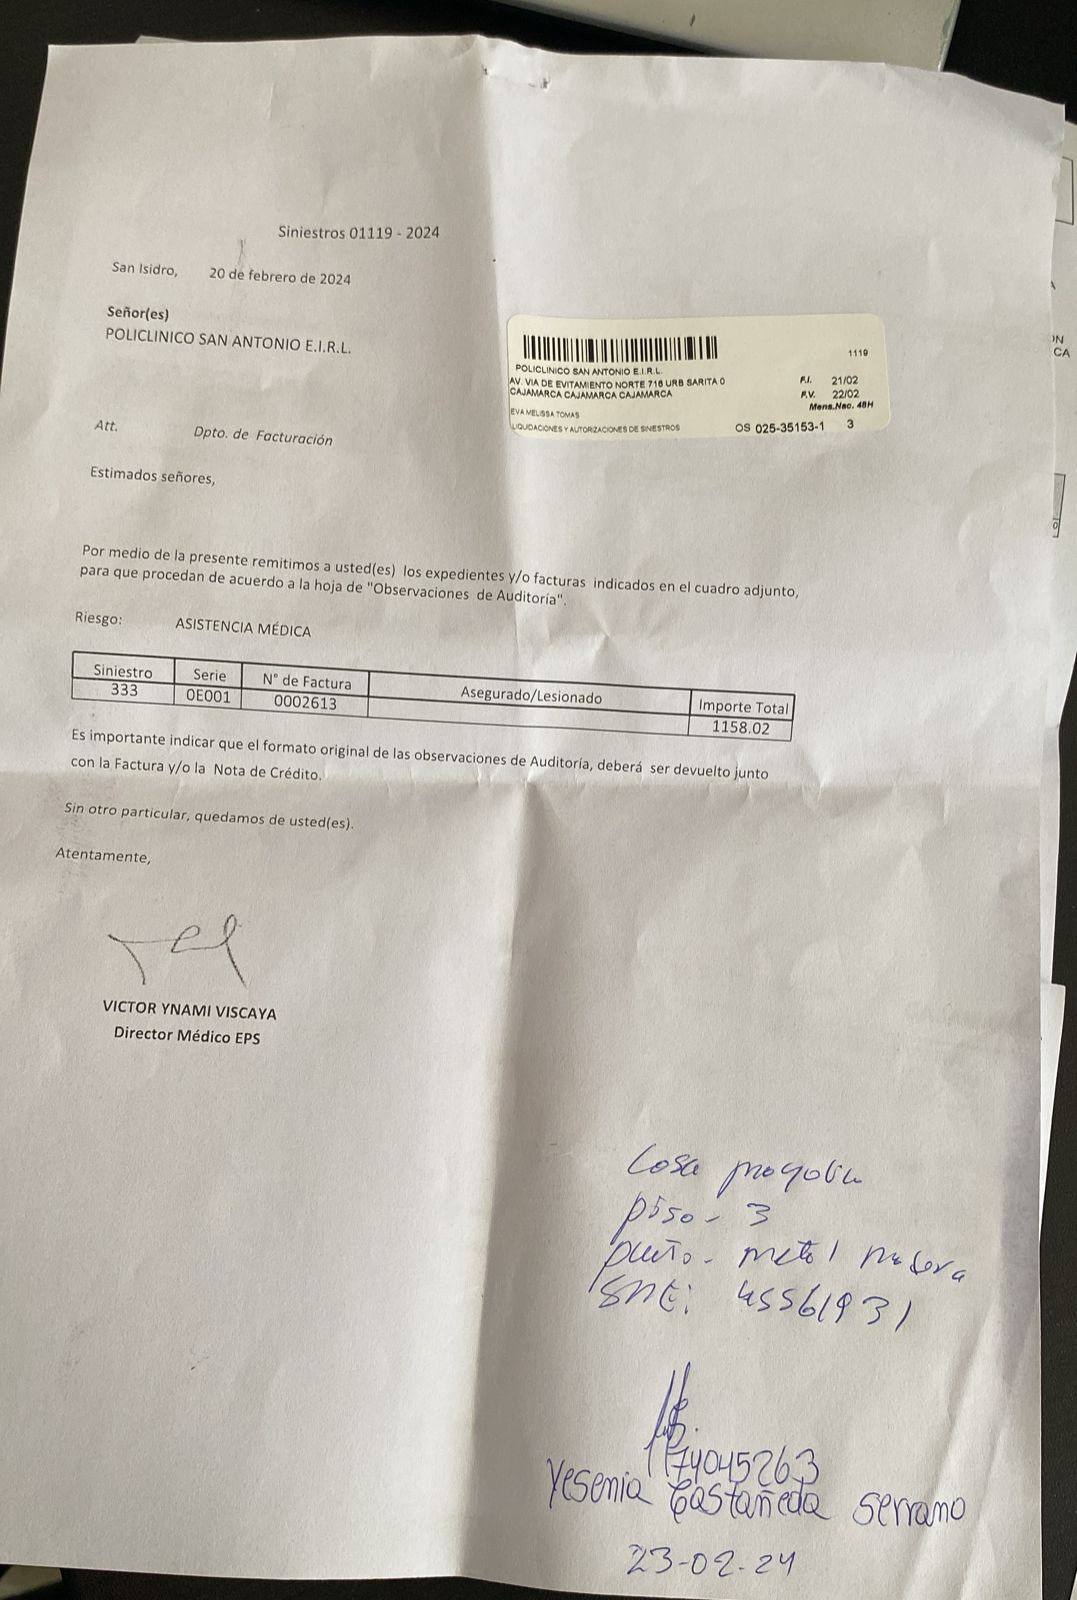 Siniestros 01119 - 2024
San Isidro, 20 de febrero de 2024
Señor(es)
POLICLINICO SAN ANTONIO E.I.R.L.
POLICLINICO SAN ANTONIO E.I.R.L.
AV. VIA DE EVITAMIENTO NORTE 716 URB SARITA 0
CAJAMARCA CAJAMARCA CAJAMARCA
EVA MELISSA TOMAS
LIQUIDACIONES Y AUTORIZACIONES DE SINIESTROS
1119
F.I. 21/02
F.V. 22/02
Mens.Nac. 48H
OS 025-35153-1 3
Att. Dpto. de Facturación
Estimados señores,
Por medio de la presente remitimos a usted(es) los expedientes y/o facturas indicados en el cuadro adjunto,
para que procedan de acuerdo a la hoja de "Observaciones de Auditoría".
Riesgo: ASISTENCIA MÉDICA
Siniestro Serie N° de Factura Asegurado/Lesionado Importe Total
333 0E001 0002613 1158.02
Es importante indicar que el formato original de las observaciones de Auditoría, deberá ser devuelto junto
con la Factura y/o la Nota de Crédito.
Sin otro particular, quedamos de usted(es).
Atentamente,
VICTOR YNAMI VISCAYA
Director Médico EPS
piso - 3
metal
45561931
74045263
Yesenia Castañeda Serrano
23-02-24